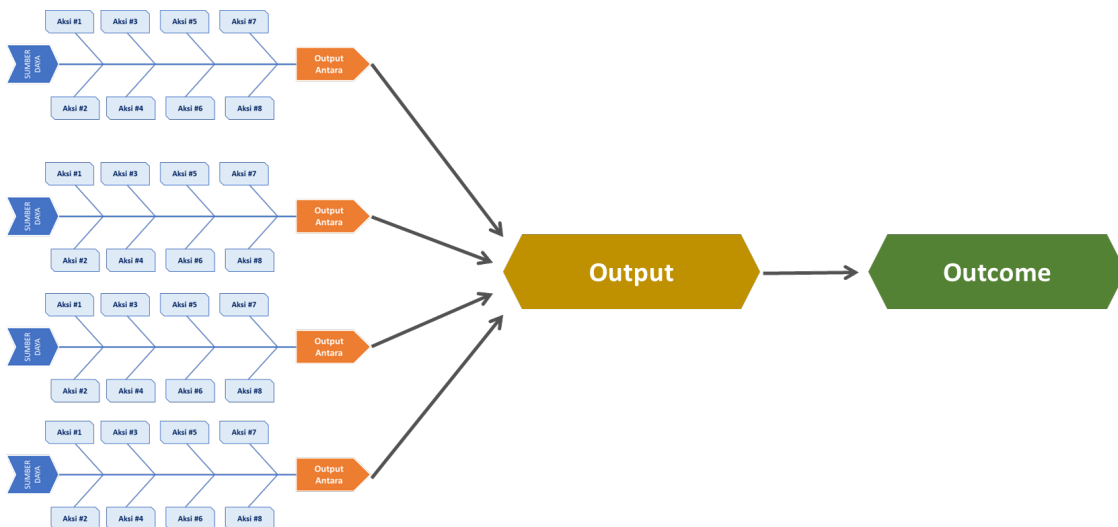 Aksi #1
Aksi #3
Aksi #5
Aksi #7
SUMBER
DAYA
Output
Antara
Aksi #2
Aksi #4
Aksi #6
Aksi #8
Aksi #1
Aksi #3
Aksi #5
Aksi #7
SUMBER
DAYA
Output
Antara
Aksi #2
Aksi #4
Aksi #6
Aksi #8
Aksi #1
Aksi #3
Aksi #5
Aksi #7
SUMBER
DAYA
Output
Antara
Aksi #2
Aksi #4
Aksi #6
Aksi #8
Aksi #1
Aksi #3
Aksi #5
Aksi #7
SUMBER
DAYA
Output
Antara
Aksi #2
Aksi #4
Aksi #6
Aksi #8
Output
Outcome